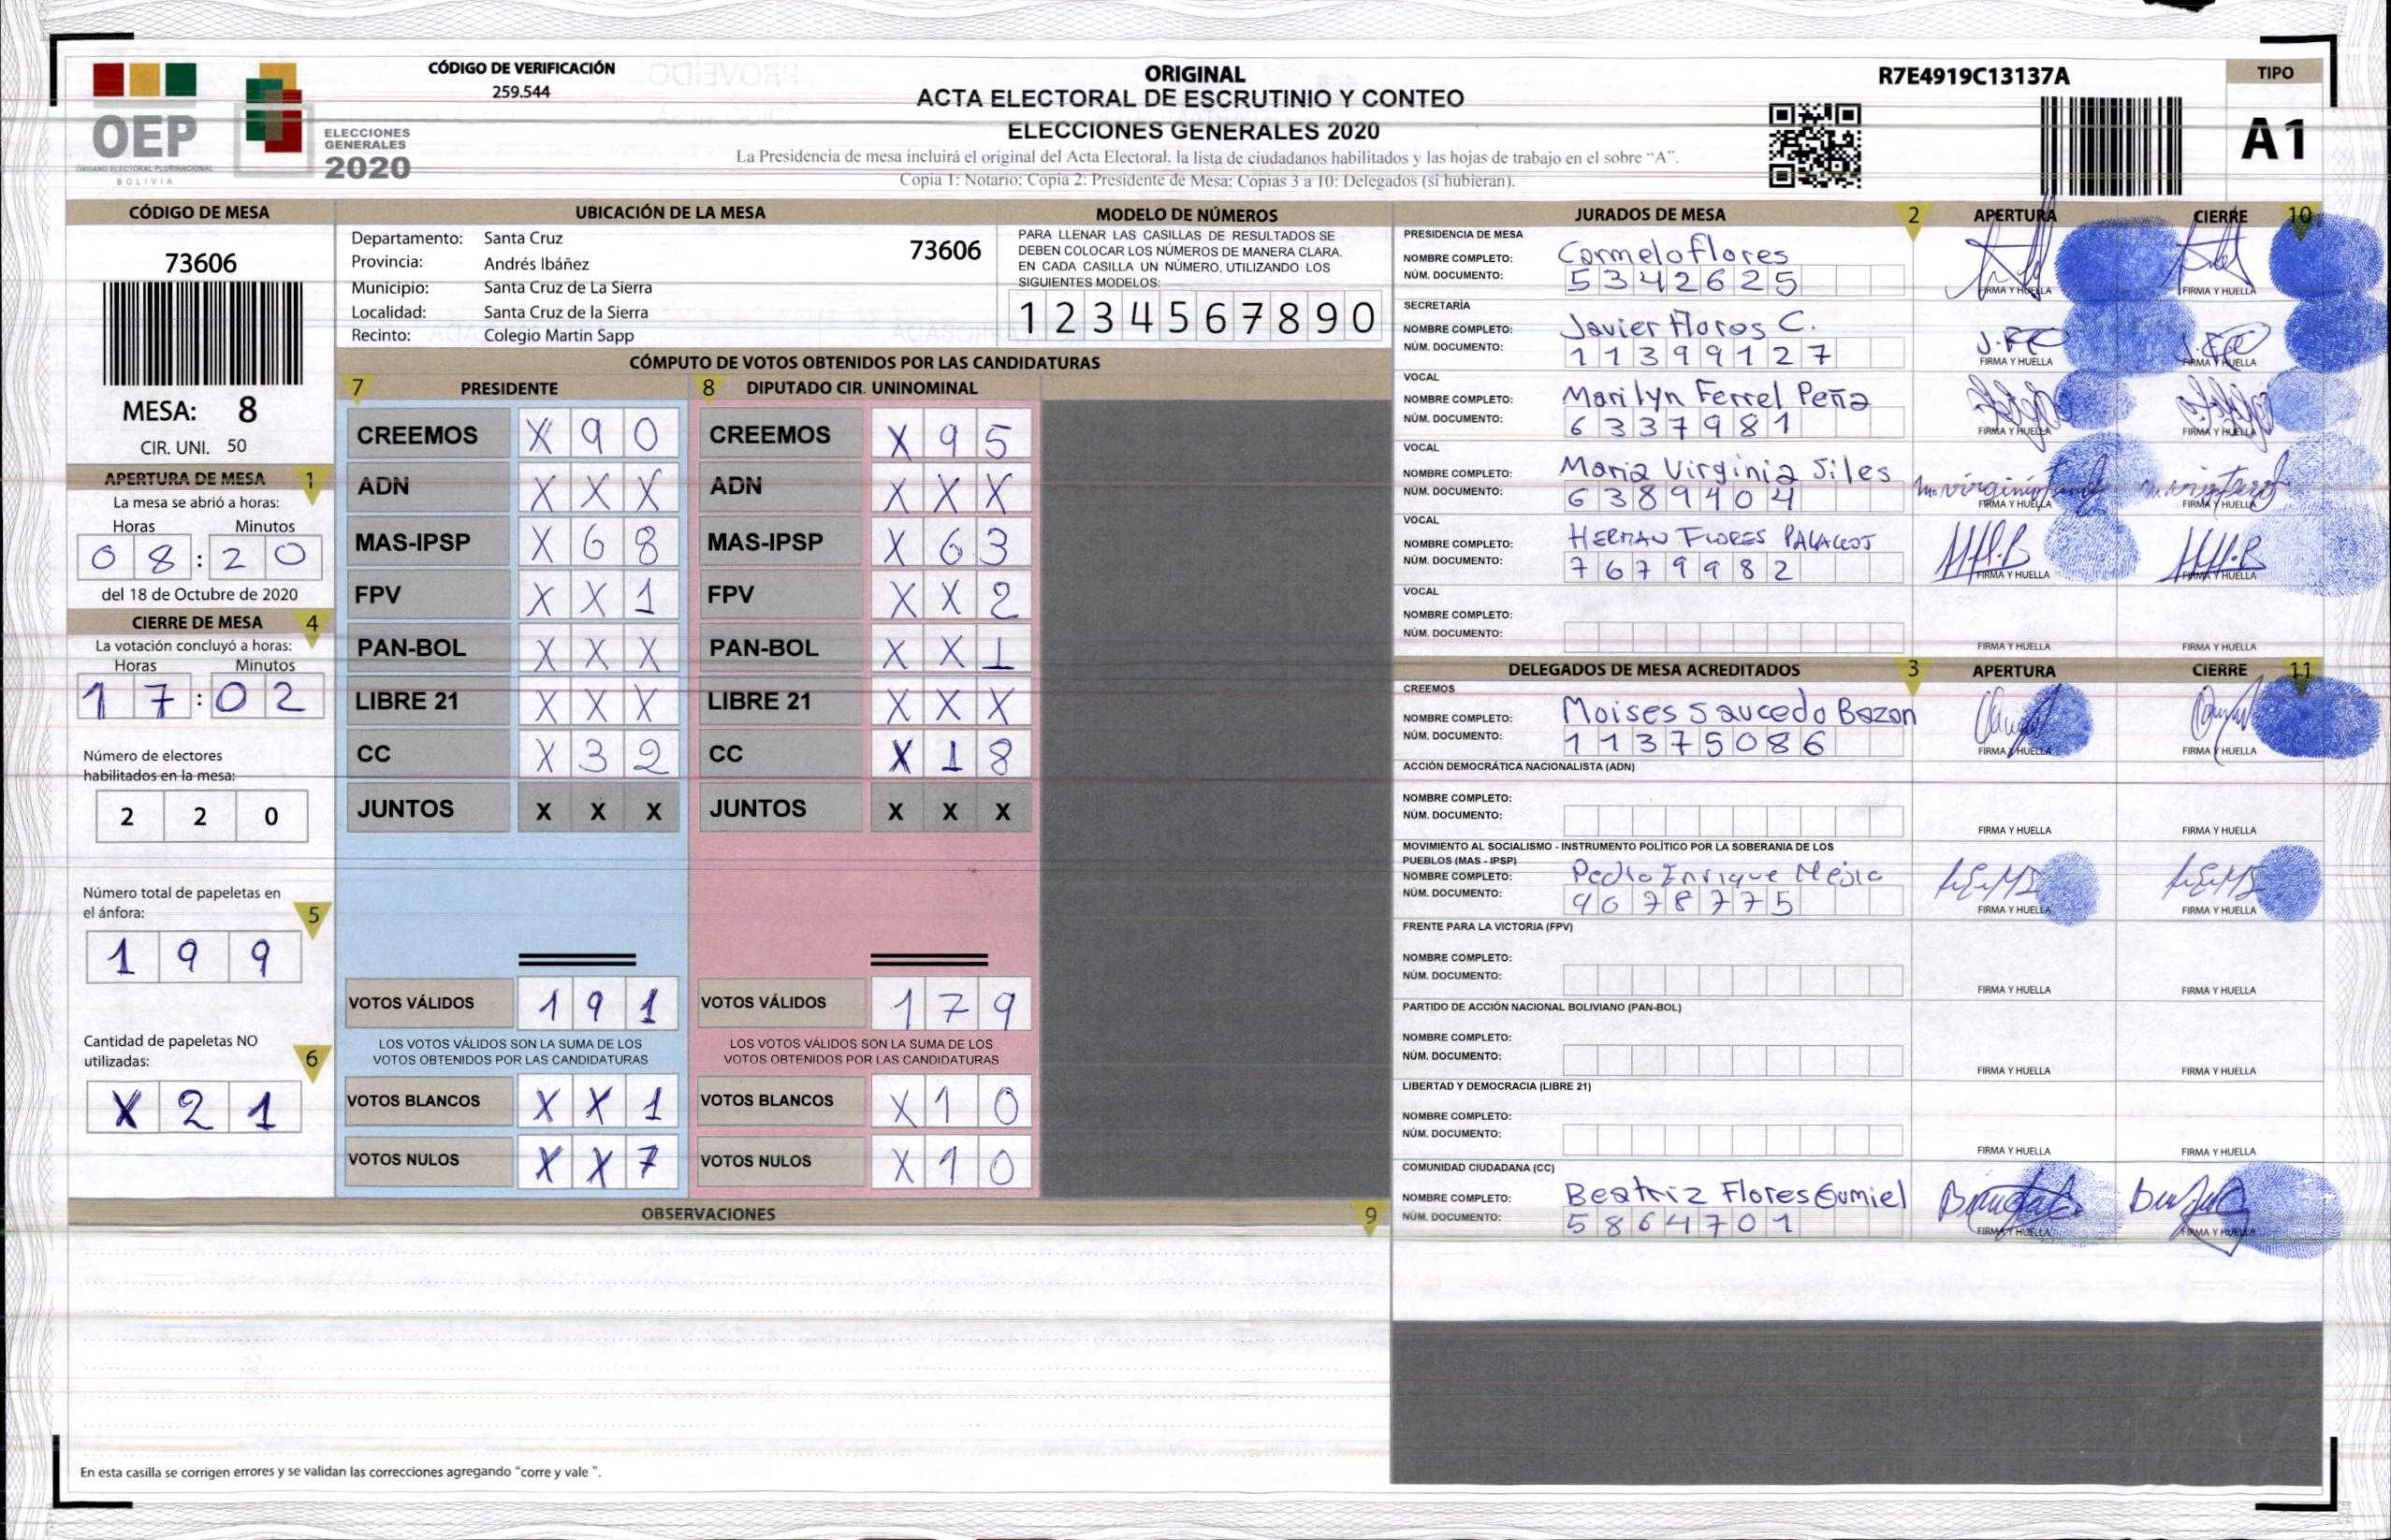 CÓDIGO DE VERIFICACIÓN
259.544
OEP
ÓRGANO ELECTORAL PLURINACIONAL
BOLIVIA
ELECCIONES
GENERALES
2020
ORIGINAL
ACTA ELECTORAL DE ESCRUTINIO Y CONTEO
ELECCIONES GENERALES 2020
La Presidencia de mesa incluirá el original del Acta Electoral, la lista de ciudadanos habilitados y las hojas de trabajo en el sobre “A”.
Copia 1: Notario; Copia 2: Presidente de Mesa; Copias 3 a 10: Delegados (si hubieran).
R7E4919C13137A
TIPO
A1
CÓDIGO DE MESA
73606
MESA: 8
CIR. UNI. 50
APERTURA DE MESA 1
La mesa se abrió a horas:
Horas Minutos
08:20
del 18 de Octubre de 2020
CIERRE DE MESA 4
La votación concluyó a horas:
Horas Minutos
17:02
Número de electores
habilitados en la mesa:
2 2 0
Número total de papeletas en
el ánfora: 5
1 9 9
Cantidad de papeletas NO
utilizadas: 6
X 2 1
UBICACIÓN DE LA MESA
Departamento: Santa Cruz 73606
Provincia: Andrés Ibáñez
Municipio: Santa Cruz de La Sierra
Localidad: Santa Cruz de la Sierra
Recinto: Colegio Martin Sapp
MODELO DE NÚMEROS
PARA LLENAR LAS CASILLAS DE RESULTADOS SE
DEBEN COLOCAR LOS NÚMEROS DE MANERA CLARA.
EN CADA CASILLA UN NÚMERO, UTILIZANDO LOS
SIGUIENTES MODELOS:
1 2 3 4 5 6 7 8 9 0
CÓMPUTO DE VOTOS OBTENIDOS POR LAS CANDIDATURAS
7 PRESIDENTE 8 DIPUTADO CIR. UNINOMINAL
CREEMOS X 9 0 CREEMOS X 9 5
ADN X X X ADN X X X
MAS-IPSP X 6 8 MAS-IPSP X 6 3
FPV X X 1 FPV X X 2
PAN-BOL X X X PAN-BOL X X 1
LIBRE 21 X X X LIBRE 21 X X X
CC X 3 2 CC X 1 8
JUNTOS X X X JUNTOS X X X
VOTOS VÁLIDOS 1 9 1 VOTOS VÁLIDOS 1 7 9
LOS VOTOS VÁLIDOS SON LA SUMA DE LOS LOS VOTOS VÁLIDOS SON LA SUMA DE LOS
VOTOS OBTENIDOS POR LAS CANDIDATURAS VOTOS OBTENIDOS POR LAS CANDIDATURAS
VOTOS BLANCOS X X 1 VOTOS BLANCOS X 1 0
VOTOS NULOS X X 7 VOTOS NULOS X 1 0
OBSERVACIONES 9
En esta casilla se corrigen errores y se validan las correcciones agregando “corre y vale ”.
JURADOS DE MESA 2 APERTURA CIERRE 10
PRESIDENCIA DE MESA
NOMBRE COMPLETO: Carmelo flores
NÚM. DOCUMENTO: 5342625
FIRMA Y HUELLA FIRMA Y HUELLA
SECRETARÍA
NOMBRE COMPLETO: Javier Flores C.
NÚM. DOCUMENTO: 11399127
FIRMA Y HUELLA FIRMA Y HUELLA
VOCAL
NOMBRE COMPLETO: Marilyn Ferrel Peña
NÚM. DOCUMENTO: 6337981
FIRMA Y HUELLA FIRMA Y HUELLA
VOCAL
NOMBRE COMPLETO: Maria Virginia Siles
NÚM. DOCUMENTO: 6389404
FIRMA Y HUELLA FIRMA Y HUELLA
VOCAL
NOMBRE COMPLETO: HERMAN FLORES
NÚM. DOCUMENTO: 7679982
FIRMA Y HUELLA FIRMA Y HUELLA
VOCAL
NOMBRE COMPLETO:
NÚM. DOCUMENTO:
FIRMA Y HUELLA FIRMA Y HUELLA
DELEGADOS DE MESA ACREDITADOS 3 APERTURA CIERRE 11
CREEMOS
NOMBRE COMPLETO: Moises Saucedo Bazan
NÚM. DOCUMENTO: 11375086
FIRMA Y HUELLA FIRMA Y HUELLA
ACCIÓN DEMOCRÁTICA NACIONALISTA (ADN)
NOMBRE COMPLETO:
NÚM. DOCUMENTO:
FIRMA Y HUELLA FIRMA Y HUELLA
MOVIMIENTO AL SOCIALISMO - INSTRUMENTO POLÍTICO POR LA SOBERANIA DE LOS
PUEBLOS (MAS - IPSP)
NOMBRE COMPLETO: Pedro Enrique Mejia
NÚM. DOCUMENTO: 9678775
FIRMA Y HUELLA FIRMA Y HUELLA
FRENTE PARA LA VICTORIA (FPV)
NOMBRE COMPLETO:
NÚM. DOCUMENTO:
FIRMA Y HUELLA FIRMA Y HUELLA
PARTIDO DE ACCIÓN NACIONAL BOLIVIANO (PAN-BOL)
NOMBRE COMPLETO:
NÚM. DOCUMENTO:
FIRMA Y HUELLA FIRMA Y HUELLA
LIBERTAD Y DEMOCRACIA (LIBRE 21)
NOMBRE COMPLETO:
NÚM. DOCUMENTO:
FIRMA Y HUELLA FIRMA Y HUELLA
COMUNIDAD CIUDADANA (CC)
NOMBRE COMPLETO: Beatriz Flores Gumiel
NÚM. DOCUMENTO: 5864701
FIRMA Y HUELLA FIRMA Y HUELLA